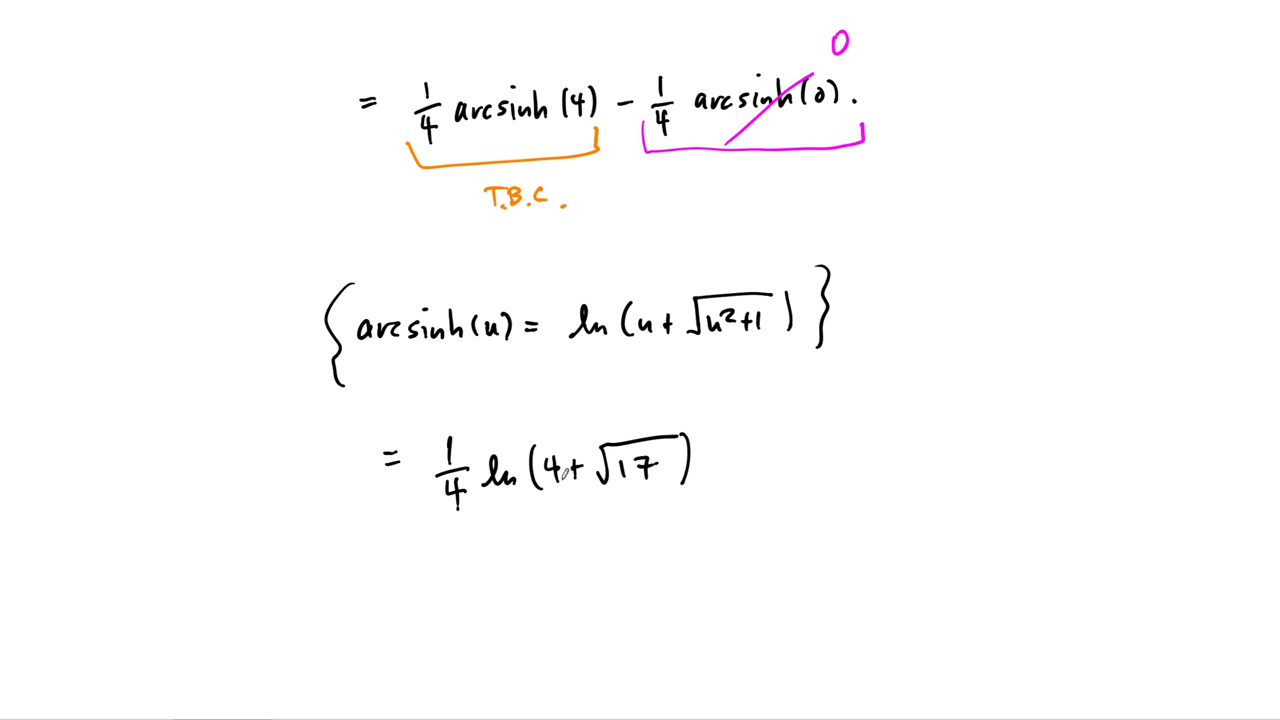 0
= 1/4 arcsinh(4) - 1/4 arcsinh(0).
T.B.C.
{arcsinh(u) = ln(u + √(u²+1))}
= 1/4 ln(4 + √17)